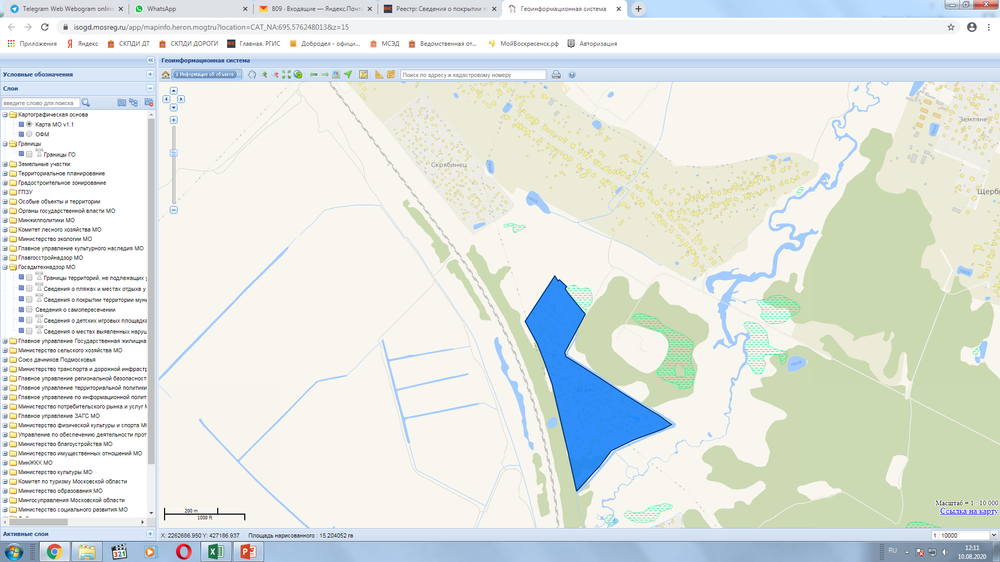 Telegram Web Webogram online
WhatsApp
809 · Входящие — Яндекс.Почта
Реестр: Сведения о покрытии т
Геоинформационная система
isogd.mosreg.ru/app/mapinfo.heron.mogtru?location=CAT_NA:695,576248013&z=15
Приложения
Яндекс
СКПДИ ДТ
СКПДИ ДОРОГИ
Главная. РГИС
Добродел - офици...
МСЭД
Ведомственная от...
МойВоскресенск.рф
Авторизация
Условные обозначения
Слои
введите слово для поиска
Картографическая основа
Карта МО v1.1
ОФМ
Границы
Границы ГО
Земельные участки
Территориальное планирование
Градостроительное зонирование
ГПЗУ
Особые объекты и территории
Органы государственной власти МО
Минжилполитики МО
Комитет лесного хозяйства МО
Министерство экологии МО
Главное управление культурного наследия МО
Главгосстройнадзор МО
Госадмтехнадзор МО
Границы территорий, не подлежащих у
Сведения о пляжах и местах отдыха у
Сведения о покрытии территории муни
Сведения о самопересечении
Сведения о детских игровых площадка
Сведения о местах выявленных наруш
Главное управление Государственная жилищна
Министерство сельского хозяйства МО
Союз дачников Подмосковья
Министерство транспорта и дорожной инфрастр
Главное управление региональной безопасност
Главное управление территориальной политики
Главное управление по информационной полит
Министерство потребительского рынка и услуг М
Главное управление ЗАГС МО
Министерство физической культуры и спорта МО
Управление по обеспечению деятельности прот
Министерство благоустройства МО
Министерство имущественных отношений МО
МинЖКХ МО
Министерство культуры МО
Комитет по туризму Московской области
Министерство образования МО
Мингосуправления Московской области
Министерство социального развития МО
Активные слои
Геоинформационная система
Информация об объекте
Поиск по адресу и кадастровому номеру
Земляне
пруд
Скрябинец
пруд
пруд
Щербо
пруд
пруд
Агат
200 m
1000 ft
Масштаб = 1 : 10 000
Ссылка на карту
X: 2262686.950 Y: 427186.937
Площадь нарисованного : 15.204052 га
1 : 10000
321
RU
12:11
10.08.2020